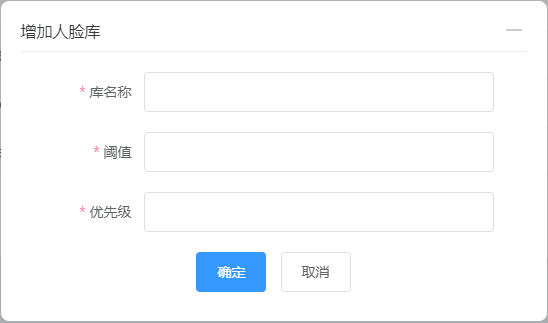 增加人脸库
* 库名称
* 阈值
* 优先级
确定 取消